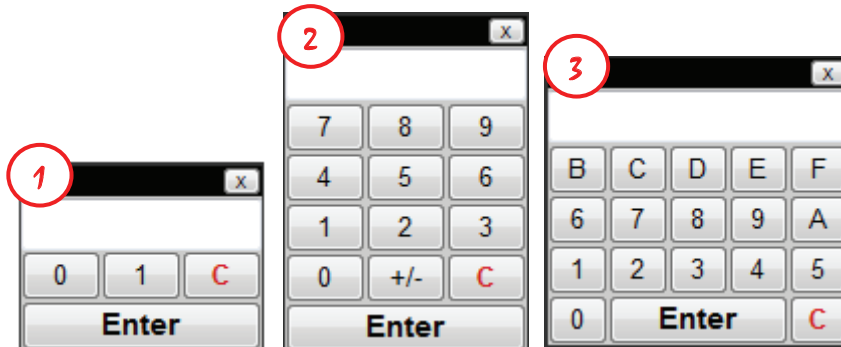 1
x
0 1 C
Enter
2
x
7 8 9
4 5 6
1 2 3
0 +/- C
Enter
3
x
B C D E F
6 7 8 9 A
1 2 3 4 5
0 Enter C